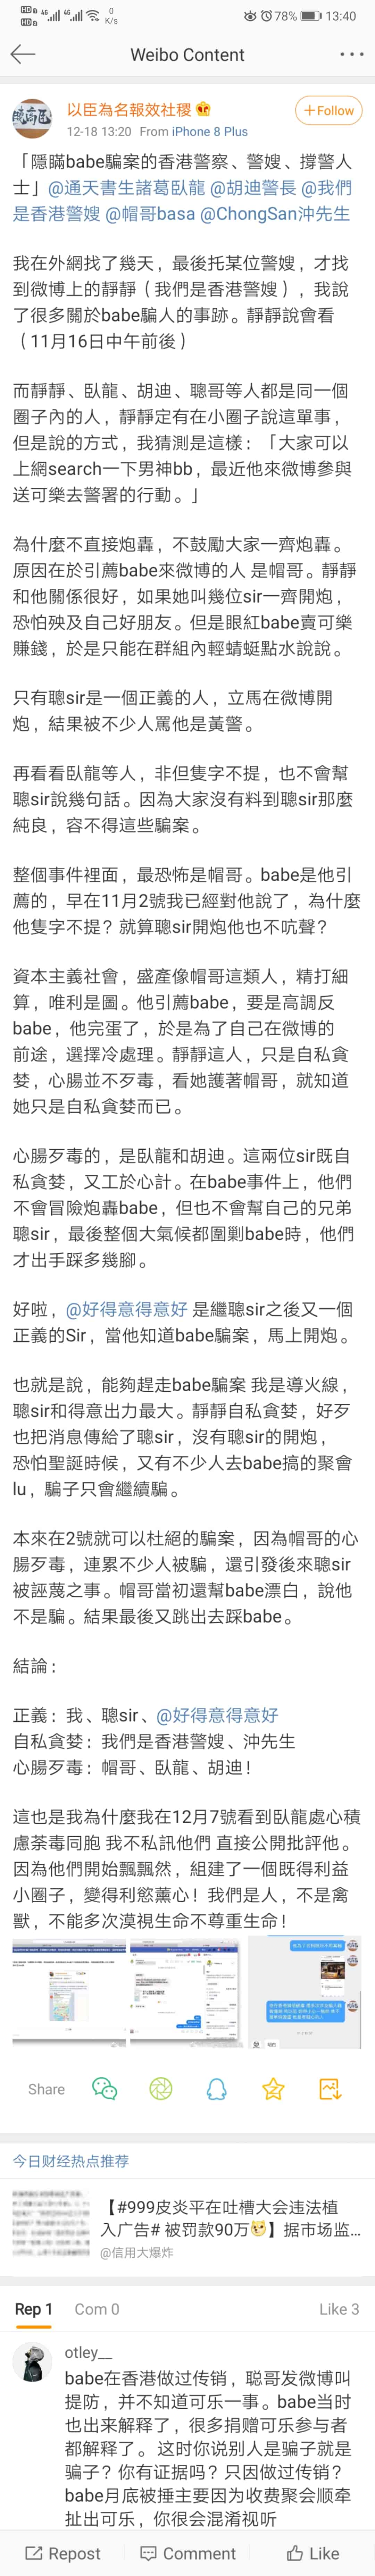 0 K/s
78% 13:40
Weibo Content
以臣為名報效社稷
12-18 13:20 From iPhone 8 Plus
+Follow
「隱瞞babe騙案的香港警察、警嫂、撐警人
士」@通天書生諸葛臥龍 @胡迪警長 @我們
是香港警嫂 @帽哥basa @ChongSan沖先生
我在外網找了幾天，最後托某位警嫂，才找
到微博上的靜靜（我們是香港警嫂），我說
了很多關於babe騙人的事跡。靜靜說會看
（11月16日中午前後）
而靜靜、臥龍、胡迪、聰哥等人都是同一個
圈子內的人，靜靜定有在小圈子說這單事，
但是說的方式，我猜測是這樣：「大家可以
上網search一下男神bb，最近他來微博參與
送可樂去警署的行動。」
為什麼不直接炮轟，不鼓勵大家一齊炮轟。
原因在於引薦babe來微博的人 是帽哥。靜靜
和他關係很好，如果她叫幾位sir一齊開炮，
恐怕殃及自己好朋友。但是眼紅babe賣可樂
賺錢，於是只能在群組內輕蜻蜓點水說說。
只有聰sir是一個正義的人，立馬在微博開
炮，結果被不少人罵他是黃警。
再看看臥龍等人，非但隻字不提，也不會幫
聰sir說幾句話。因為大家沒有料到聰sir那麼
純良，容不得這些騙案。
整個事件裡面，最恐怖是帽哥。babe是他引
薦的，早在11月2號我已經對他說了，為什麼
他隻字不提？就算聰sir開炮他也不吭聲？
資本主義社會，盛產像帽哥這類人，精打細
算，唯利是圖。他引薦babe，要是高調反
babe，他完蛋了，於是為了自己在微博的
前途，選擇冷處理。靜靜這人，只是自私貪
婪，心腸並不歹毒，看她護著帽哥，就知道
她只是自私貪婪而已。
心腸歹毒的，是臥龍和胡迪。這兩位sir既自
私貪婪，又工於心計。在babe事件上，他們
不會冒險炮轟babe，但也不會幫自己的兄弟
聰sir，最後整個大氣候都圍剿babe時，他們
才出手踩多幾腳。
好啦，@好得意得意好 是繼聰sir之後又一個
正義的Sir，當他知道babe騙案，馬上開炮。
也就是說，能夠趕走babe騙案 我是導火線，
聰sir和得意出力最大。靜靜自私貪婪，好歹
也把消息傳給了聰sir，沒有聰sir的開炮，
恐怕聖誕時候，又有不少人去babe搞的聚會
lu，騙子只會繼續騙。
本來在2號就可以杜絕的騙案，因為帽哥的心
腸歹毒，連累不少人被騙，還引發後來聰sir
被誣蔑之事。帽哥當初還幫babe漂白，說他
不是騙。結果最後又跳出去踩babe。
結論：
正義：我、聰sir、@好得意得意好
自私貪婪：我們是香港警嫂、沖先生
心腸歹毒：帽哥、臥龍、胡迪！
這也是我為什麼我在12月7號看到臥龍處心積
慮荼毒同胞 我不私訊他們 直接公開批評他。
因為他們開始飄飄然，組建了一個既得利益
小圈子，變得利慾薰心！我們是人，不是禽
獸，不能多次漠視生命不尊重生命！
Share
今日财经热点推荐
【#999皮炎平在吐槽大会违法植
入广告# 被罚款90万】据市场监...
@信用大爆炸
Rep 1 Com 0 Like 3
otley__
babe在香港做过传销，聪哥发微博叫
提防，并不知道可乐一事。babe当时
也出来解释了，很多捐赠可乐参与者
都解释了。 这时你说别人是骗子就是
骗子？你有证据吗？只因做过传销？
babe月底被捶主要因为收费聚会顺牵
扯出可乐，你很会混淆视听
Repost Comment Like